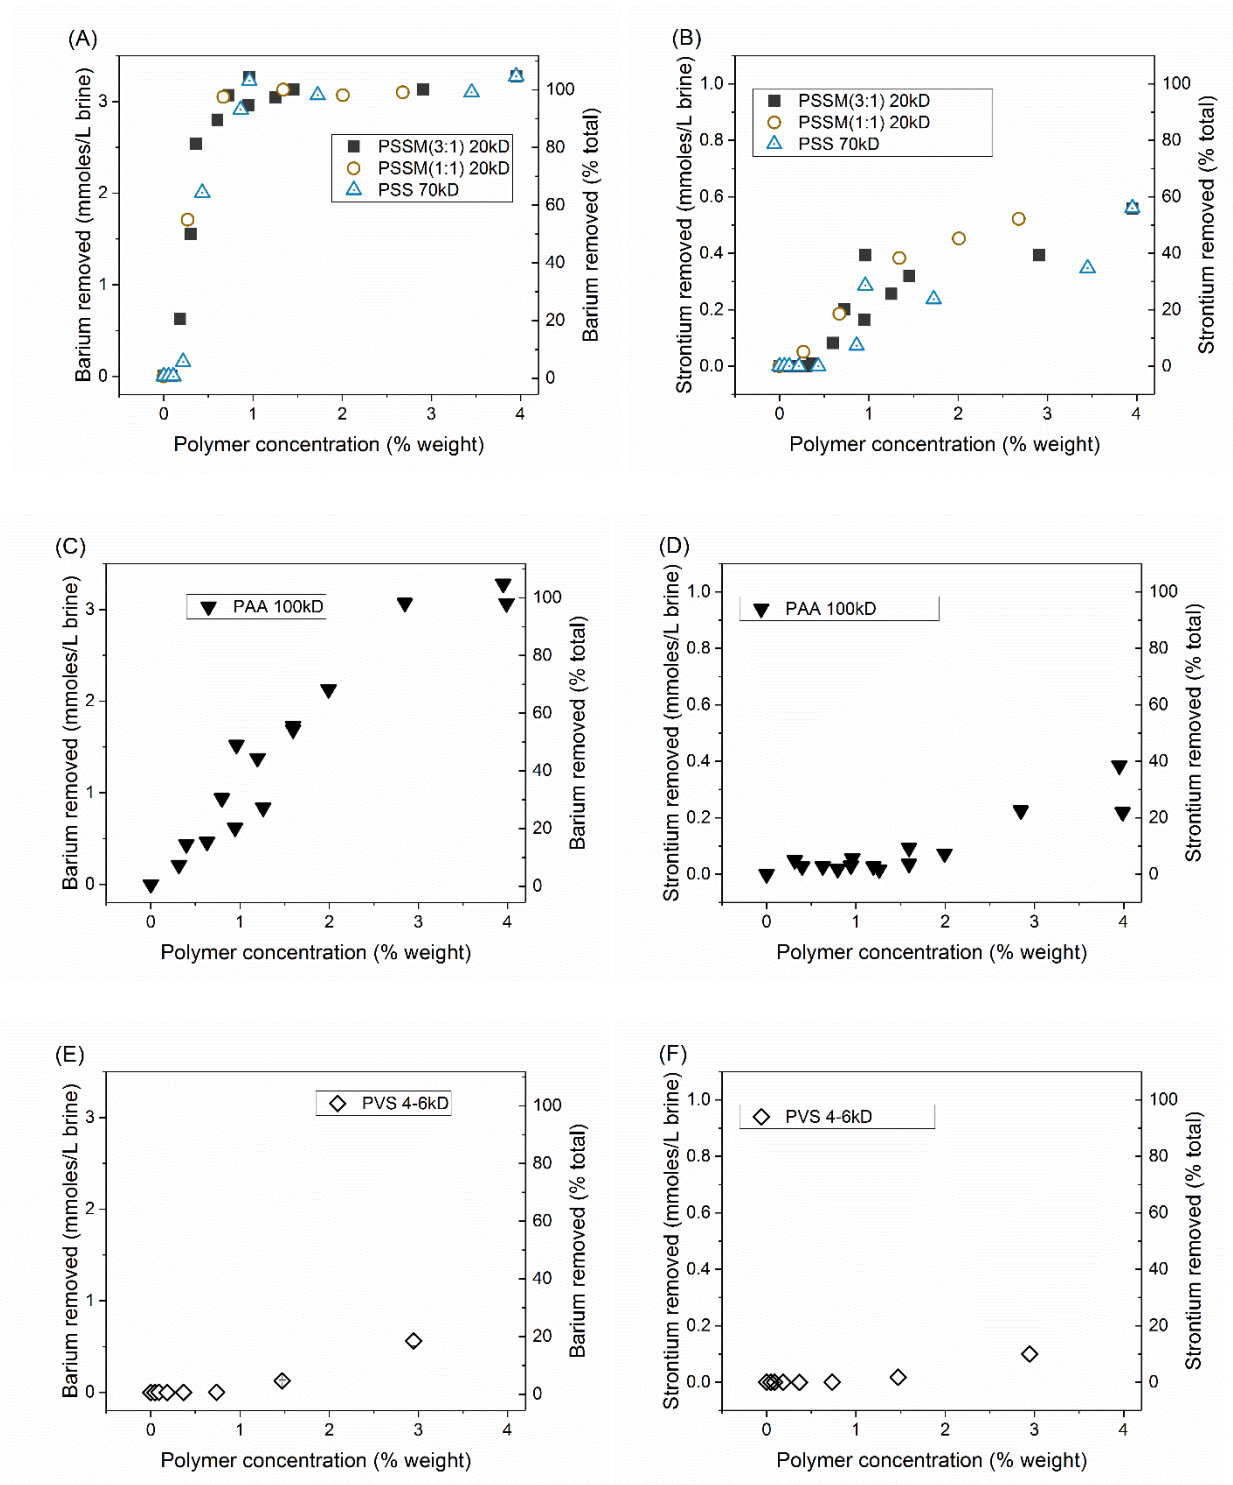 (A)
Barium removed (mmoles/L brine)
3
2
1
0
PSSM(3:1) 20kD
PSSM(1:1) 20kD
PSS 70kD
100
80
60
40
20
0
Barium removed (% total)
0 1 2 3 4
Polymer concentration (% weight)
(B)
Strontium removed (mmoles/L brine)
1.0
0.8
0.6
0.4
0.2
0.0
PSSM(3:1) 20kD
PSSM(1:1) 20kD
PSS 70kD
100
80
60
40
20
0
Strontium removed (% total)
0 1 2 3 4
Polymer concentration (% weight)
(C)
Barium removed (mmoles/L brine)
3
2
1
0
PAA 100kD
100
80
60
40
20
0
Barium removed (% total)
0 1 2 3 4
Polymer concentration (% weight)
(D)
Strontium removed (mmoles/L brine)
1.0
0.8
0.6
0.4
0.2
0.0
PAA 100kD
100
80
60
40
20
0
Strontium removed (% total)
0 1 2 3 4
Polymer concentration (% weight)
(E)
Barium removed (mmoles/L brine)
3
2
1
0
PVS 4-6kD
100
80
60
40
20
0
Barium removed (% total)
0 1 2 3 4
Polymer concentration (% weight)
(F)
Strontium removed (mmoles/L brine)
1.0
0.8
0.6
0.4
0.2
0.0
PVS 4-6kD
100
80
60
40
20
0
Strontium removed (% total)
0 1 2 3 4
Polymer concentration (% weight)